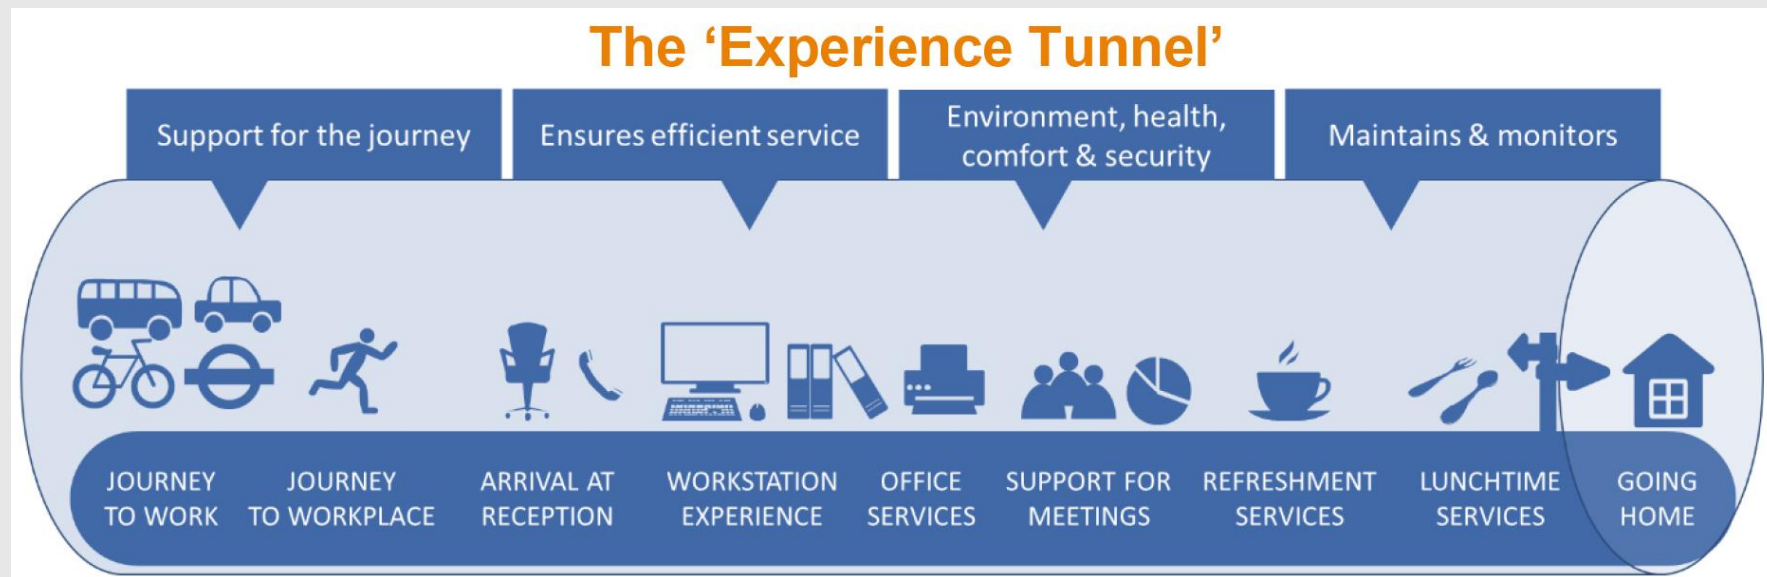 The ‘Experience Tunnel’
Support for the journey
Ensures efficient service
Environment, health,
comfort & security
Maintains & monitors
JOURNEY
TO WORK
JOURNEY
TO WORKPLACE
ARRIVAL AT
RECEPTION
WORKSTATION
EXPERIENCE
OFFICE
SERVICES
SUPPORT FOR
MEETINGS
REFRESHMENT
SERVICES
LUNCHTIME
SERVICES
GOING
HOME